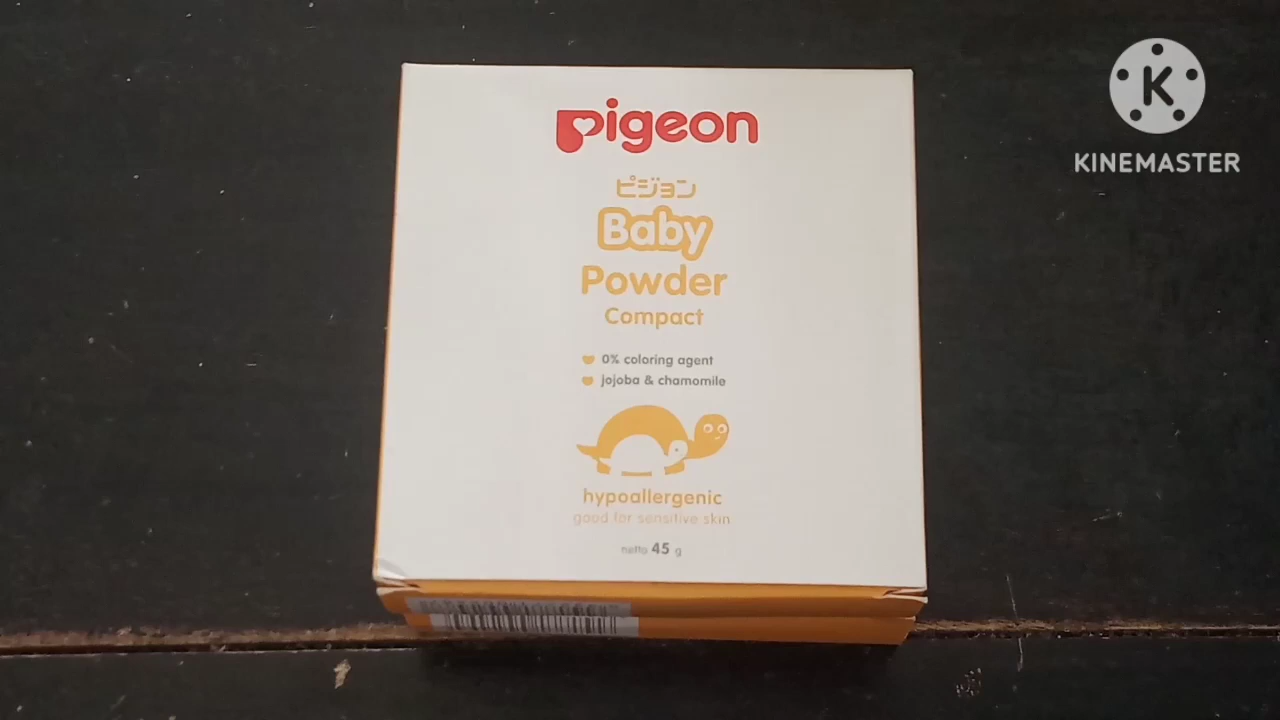 pigeon
ピジョン
Baby
Powder
Compact
0% coloring agent
jojoba & chamomile
hypoallergenic
good for sensitive skin
netto 45 g
K
KINEMASTER